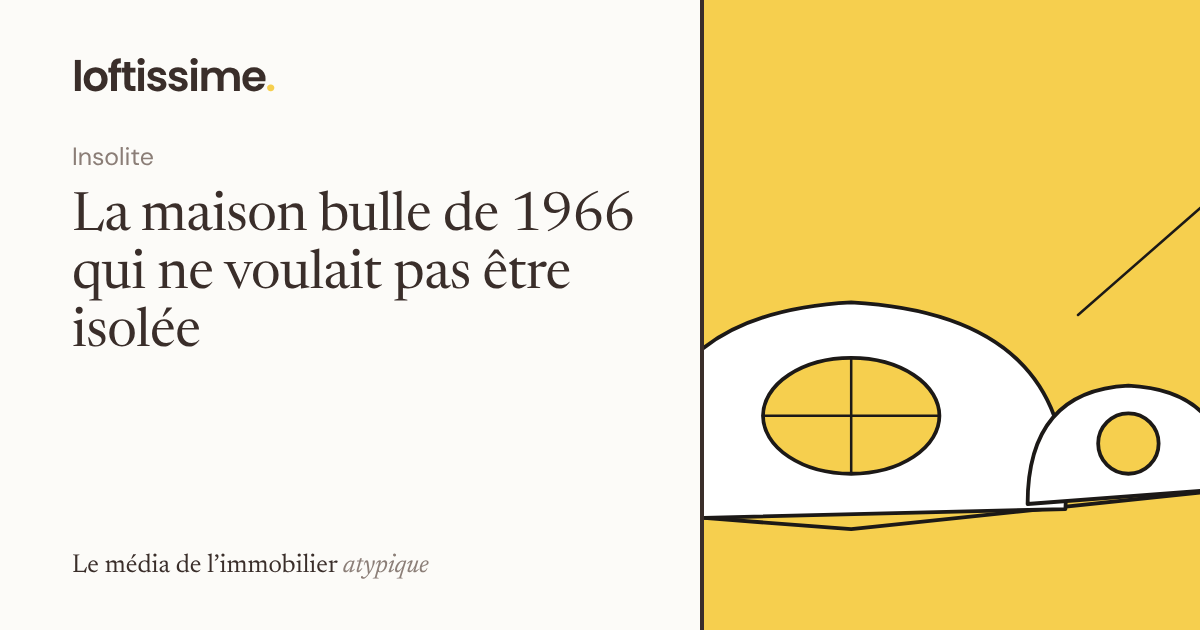 loftissime.
Insolite
La maison bulle de 1966
qui ne voulait pas être
isolée
Le média de l’immobilier atypique